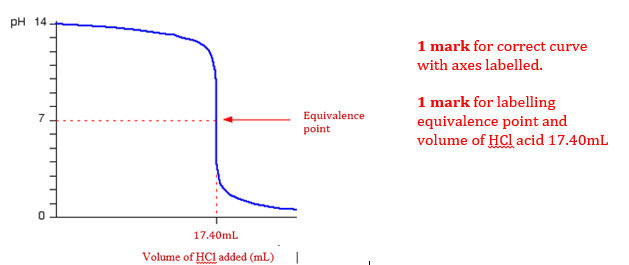 pH 14
7
0
Equivalence
point
17.40mL
Volume of HCl added (mL)
1 mark for correct curve
with axes labelled.
1 mark for labelling
equivalence point and
volume of HCl acid 17.40mL